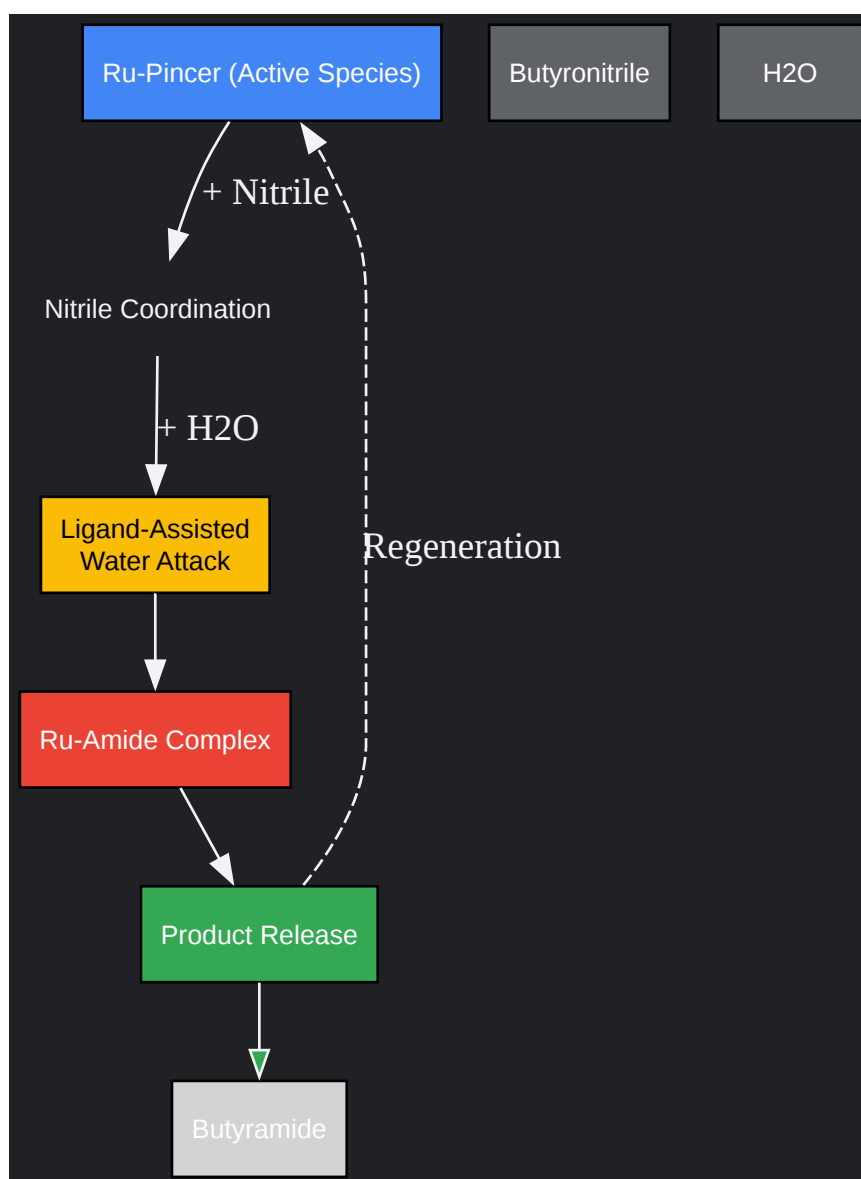 Ru-Pincer (Active Species)
Butyronitrile
H2O
+ Nitrile
Nitrile Coordination
+ H2O
Ligand-Assisted
Water Attack
Regeneration
Ru-Amide Complex
Product Release
Butyramide